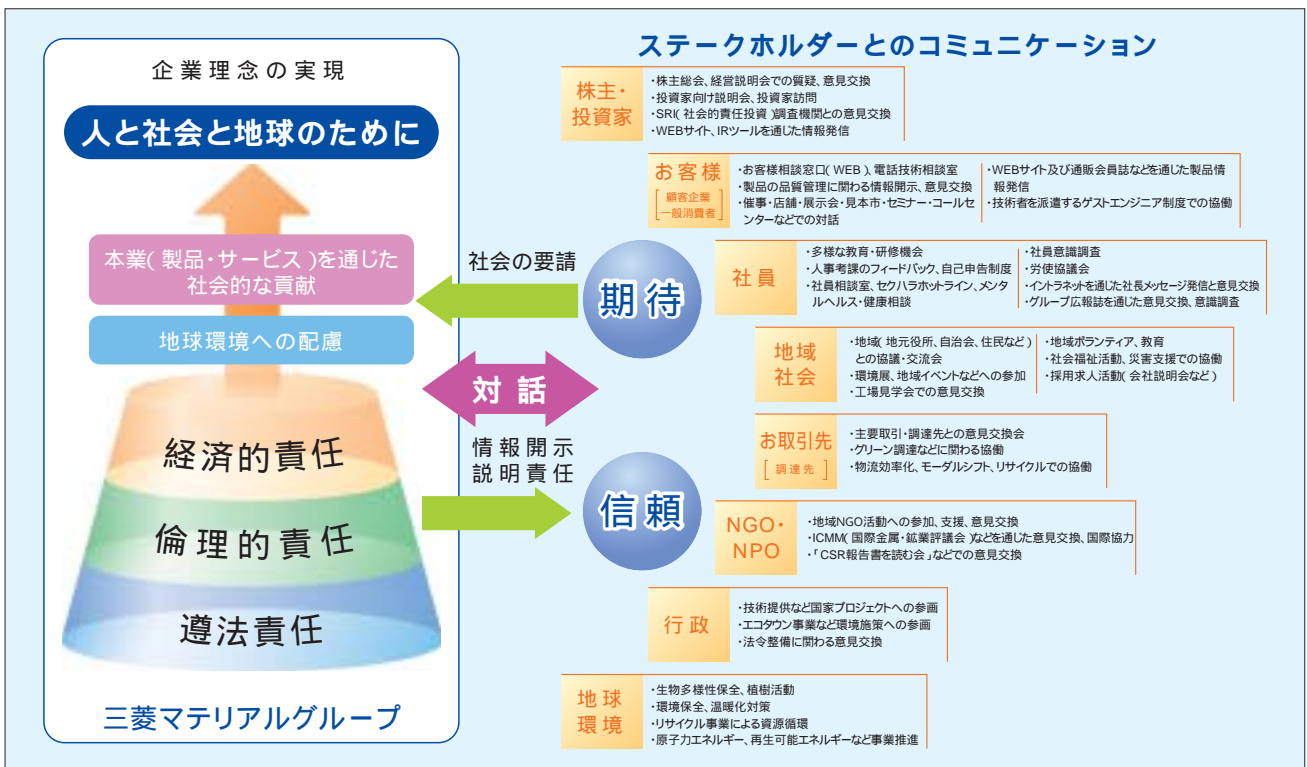 企業理念の実現
人と社会と地球のために
本業(製品・サービス)を通じた
社会的な貢献
地球環境への配慮
経済的責任
倫理的責任
遵法責任
三菱マテリアルグループ
社会の要請
期待
対話
情報開示
説明責任
信頼
ステークホルダーとのコミュニケーション
株主・
投資家
・株主総会、経営説明会での質疑、意見交換
・投資家向け説明会、投資家訪問
・SRI(社会的責任投資)調査機関との意見交換
・WEBサイト、IRツールを通じた情報発信
お客様
[顧客企業
一般消費者]
・お客様相談窓口(WEB)、電話技術相談室
・製品の品質管理に関わる情報開示、意見交換
・催事・店舗・展示会・見本市・セミナー・コールセ
ンターなどでの対話
・WEBサイト及び通販会員誌などを通じた製品情
報発信
・技術者を派遣するゲストエンジニア制度での協働
社員
・多様な教育・研修機会
・人事考課のフィードバック、自己申告制度
・社員相談室、セクハラホットライン、メンタ
ルヘルス・健康相談
・社員意識調査
・労使協議会
・イントラネットを通じた社長メッセージ発信と意見交換
・グループ広報誌を通じた意見交換、意識調査
地域
社会
・地域(地元役所、自治会、住民など)
との協議・交流会
・環境展、地域イベントなどへの参加
・工場見学会での意見交換
・地域ボランティア、教育
・社会福祉活動、災害支援での協働
・採用求人活動(会社説明会など)
お取引先
[調達先]
・主要取引・調達先との意見交換会
・グリーン調達などに関わる協働
・物流効率化、モーダルシフト、リサイクルでの協働
NGO・
NPO
・地域NGO活動への参加、支援、意見交換
・ICMM(国際金属・鉱業評議会)などを通じた意見交換、国際協力
・「CSR報告書を読む会」などでの意見交換
行政
・技術提供など国家プロジェクトへの参画
・エコタウン事業など環境施策への参画
・法令整備に関わる意見交換
地球
環境
・生物多様性保全、植樹活動
・環境保全、温暖化対策
・リサイクル事業による資源循環
・原子力エネルギー、再生可能エネルギーなど事業推進